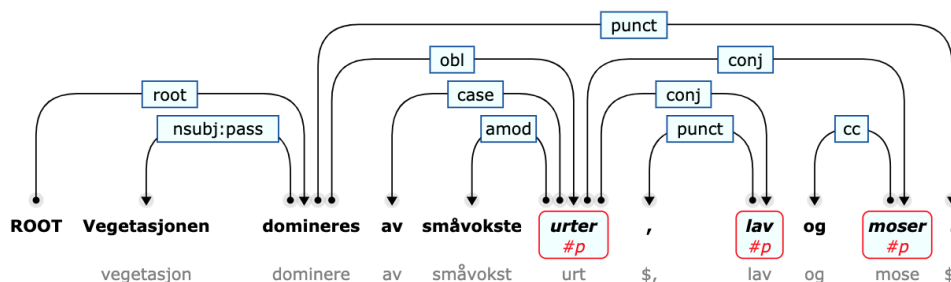 punct
obl conj
root case conj
nsubj:pass amod punct cc
ROOT Vegetasjonen domineres av småvokste urter , lav og moser
#p #p #p
vegetasjon dominere av småvokst urt $, lav og mose $